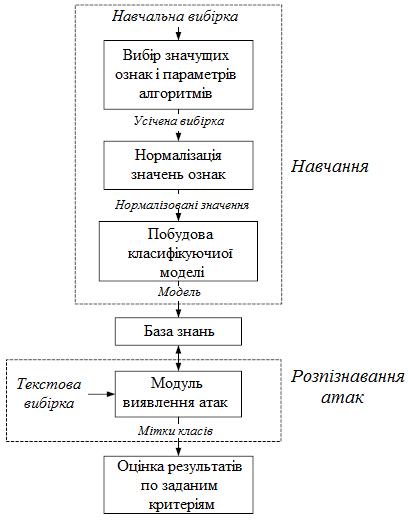 Навчальна вибірка
Вибір значущих
ознак і параметрів
алгоритмів
Усічена вибірка
Нормалізація
значень ознак
Навчання
Нормалізовані значення
Побудова
класифікуючиої
моделі
Модель
База знань
Текстова
вибірка
Модуль
виявлення атак
Розпізнавання
атак
Мітки класів
Оцінка результатів
по заданим
критеріям